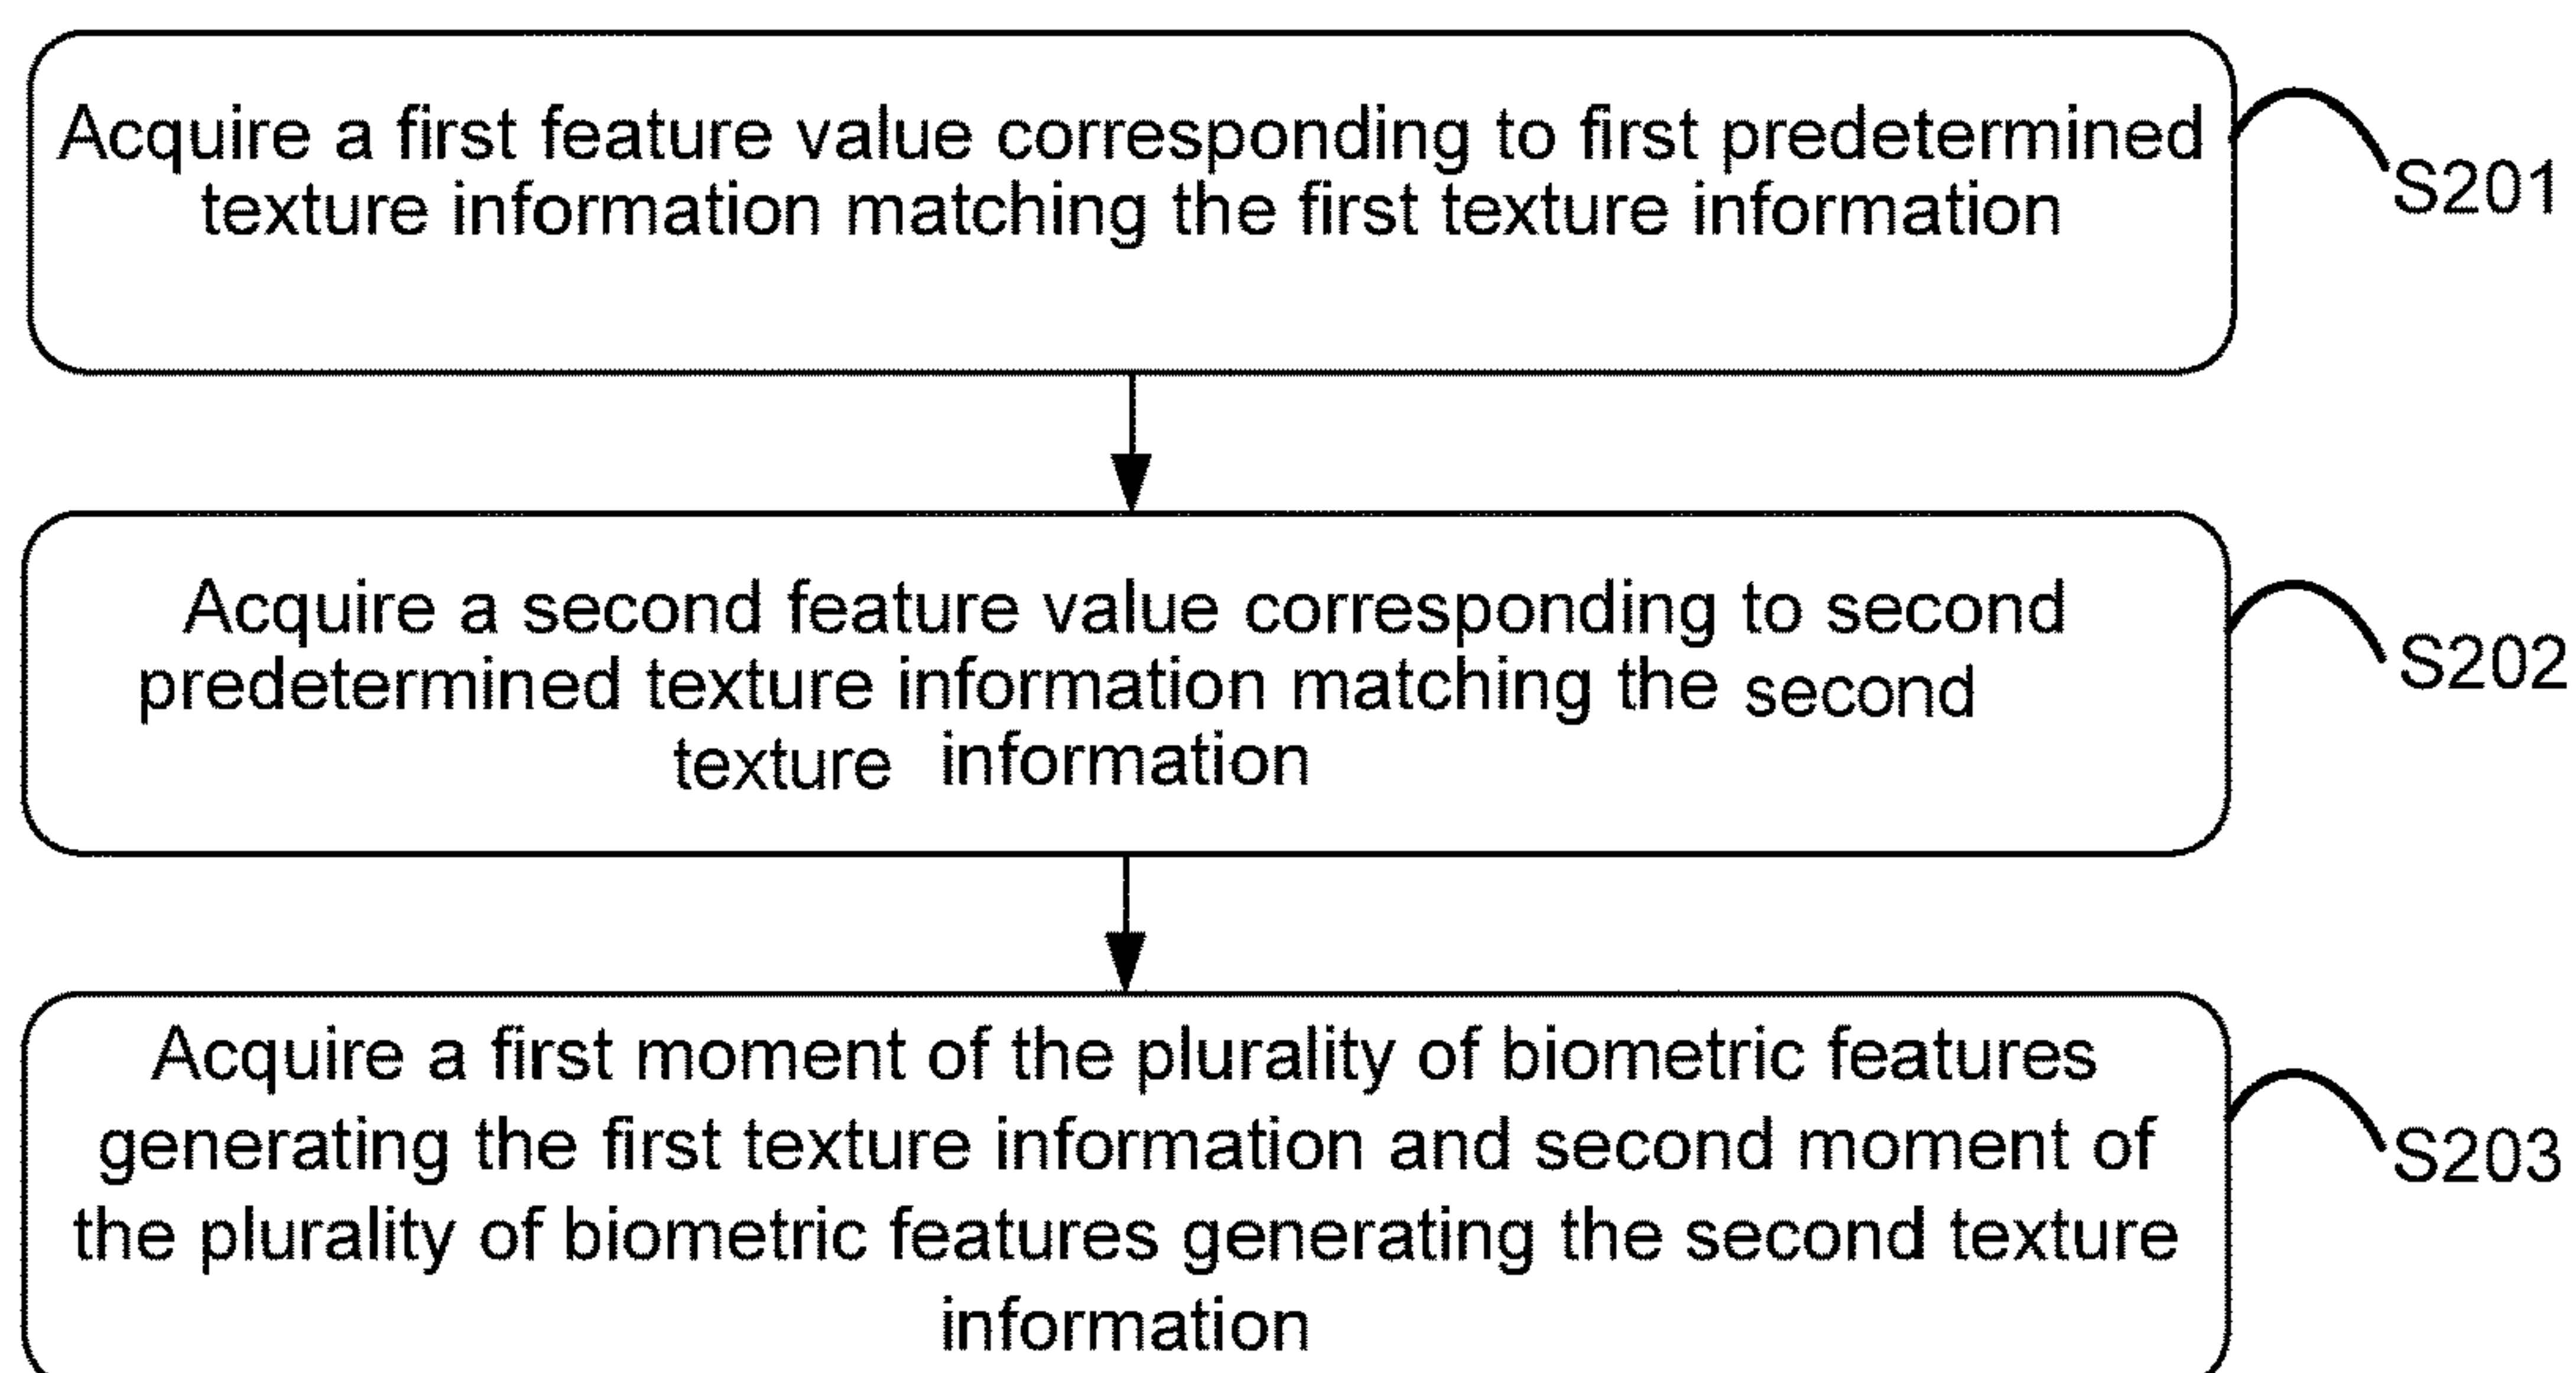 Acquire a first feature value corresponding to first predetermined
texture information matching the first texture information
S201
Acquire a second feature value corresponding to second
predetermined texture information matching the second
texture information
S202
Acquire a first moment of the plurality of biometric features
generating the first texture information and second moment of
the plurality of biometric features generating the second texture
information
S203